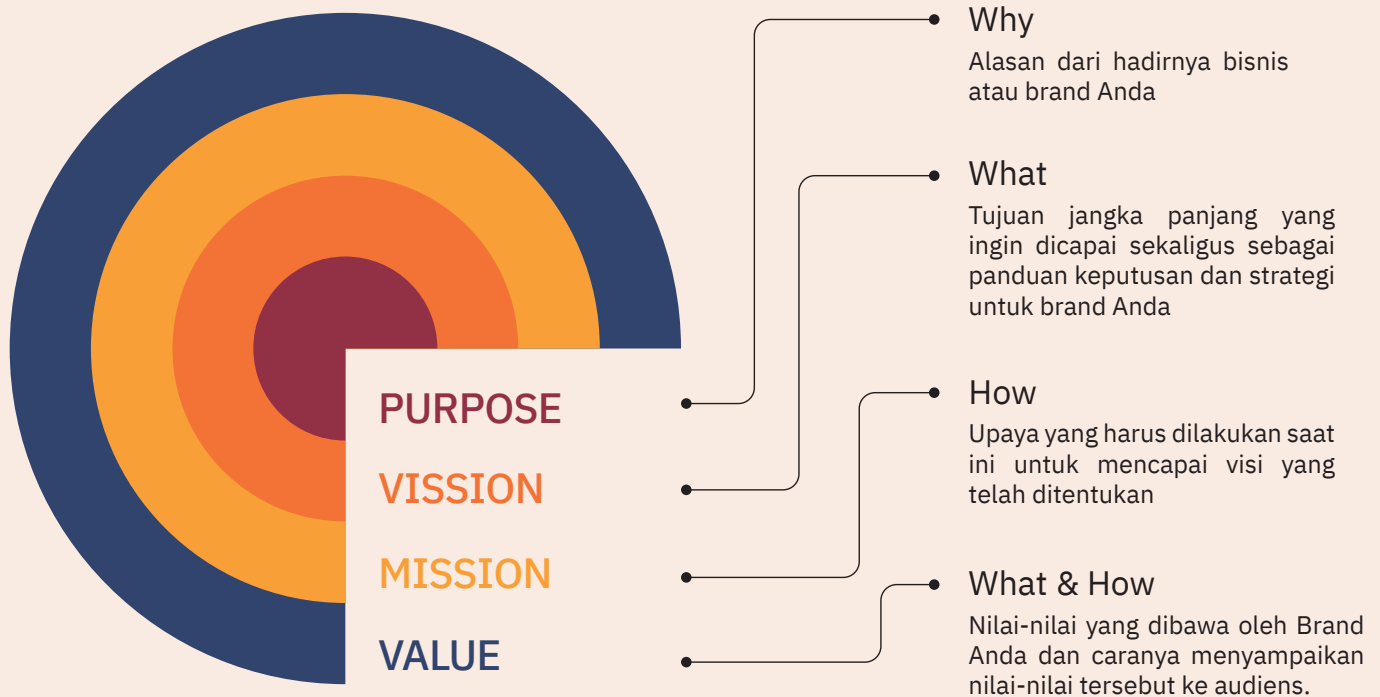 PURPOSE
VISSION
MISSION
VALUE
Why
Alasan dari hadirnya bisnis
atau brand Anda
What
Tujuan jangka panjang yang
ingin dicapai sekaligus sebagai
panduan keputusan dan strategi
untuk brand Anda
How
Upaya yang harus dilakukan saat
ini untuk mencapai visi yang
telah ditentukan
What & How
Nilai-nilai yang dibawa oleh Brand
Anda dan caranya menyampaikan
nilai-nilai tersebut ke audiens.